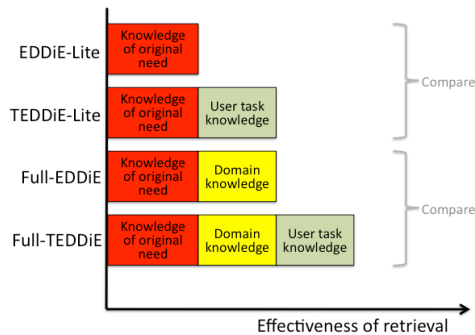 EDDiE-Lite
Knowledge
of original
need
TEDDiE-Lite
Knowledge
of original
need
User task
knowledge
Compare
Full-EDDiE
Knowledge
of original
need
Domain
knowledge
Full-TEDDiE
Knowledge
of original
need
Domain
knowledge
User task
knowledge
Compare
Effectiveness of retrieval